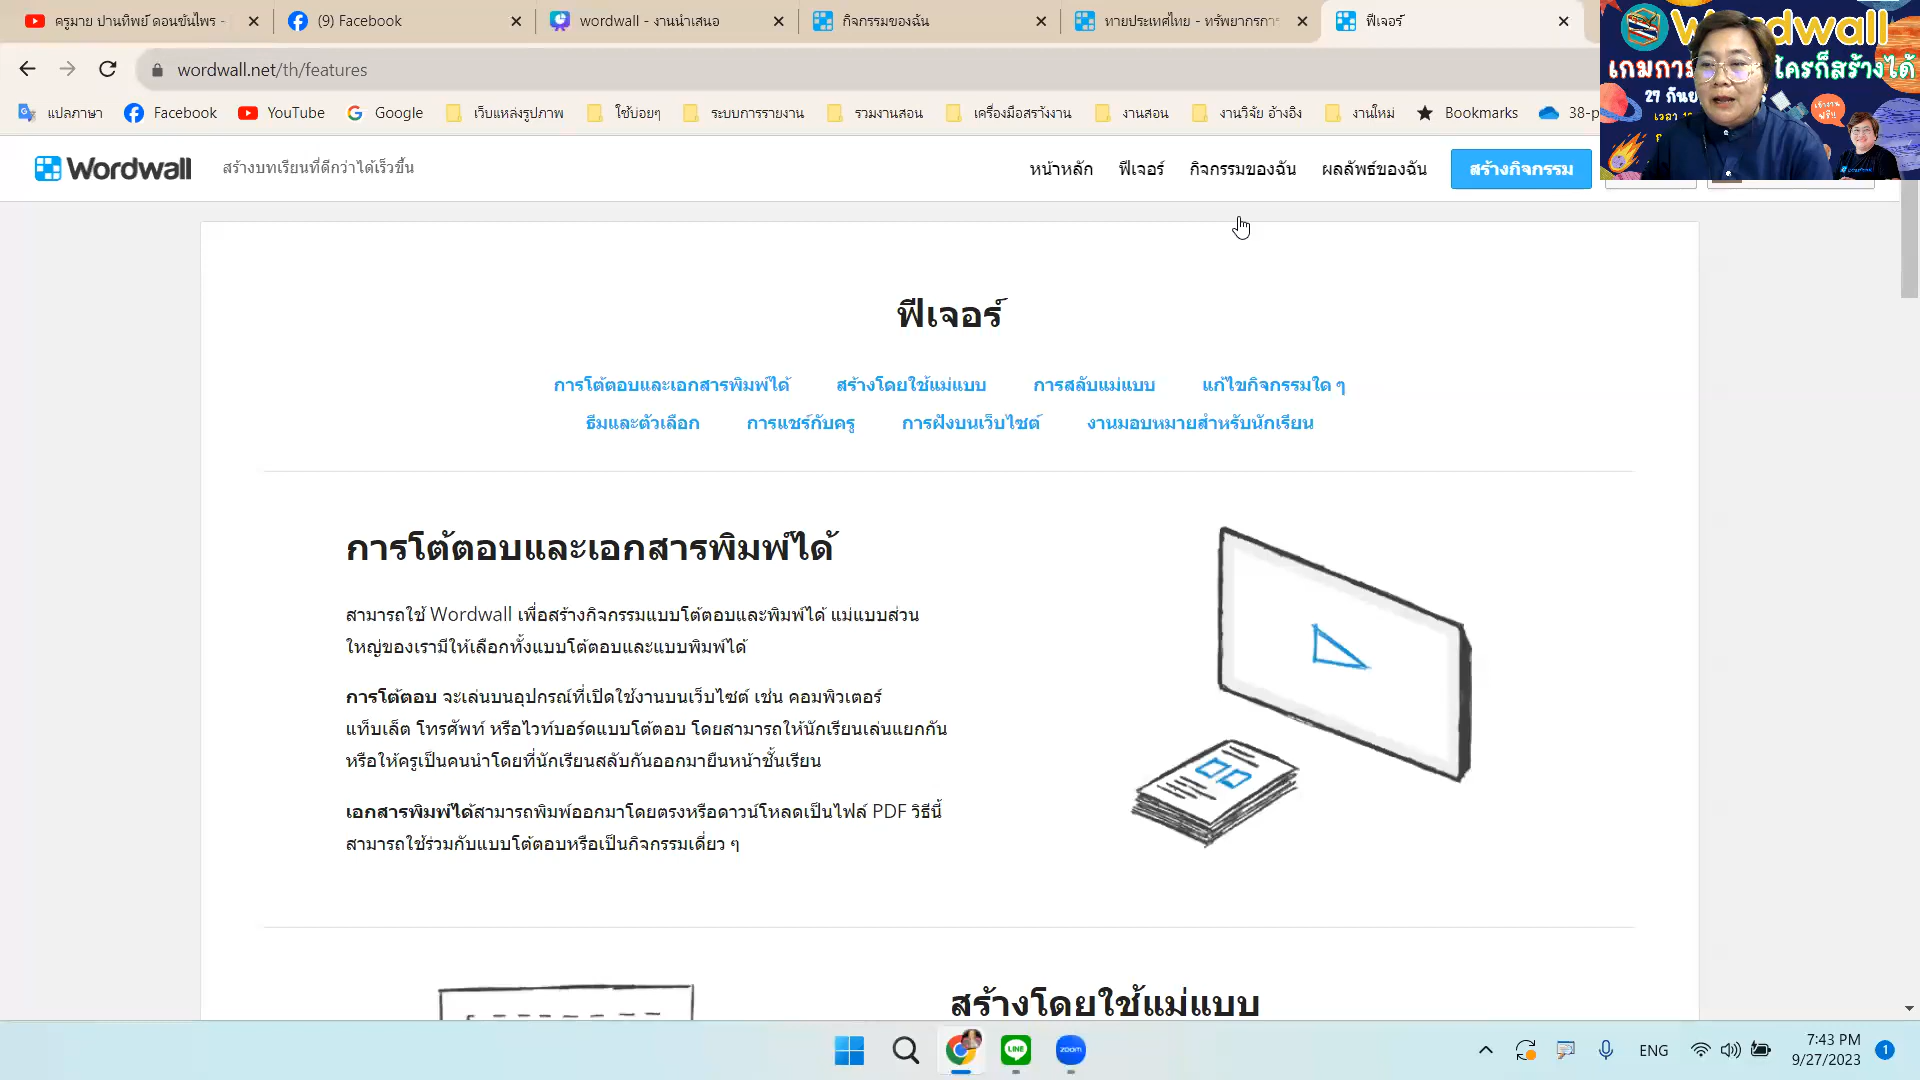 ครูมาย ปานทิพย์ ดอนขันไพร -
(9) Facebook
wordwall - งานนำเสนอ
กิจกรรมของฉัน
ทายประเทศไทย - ทรัพยากรการ
ฟีเจอร์
wordwall.net/th/features
แปลภาษา
Facebook
YouTube
Google
เว็บแหล่งรูปภาพ
ใช้บ่อยๆ
ระบบการรายงาน
รวมงานสอน
เครื่องมือสร้างงาน
งานสอน
งานวิจัย อ้างอิง
งานใหม่
Bookmarks
38-p
Wordwall
เกมกา
ใครก็สร้างได้
27 กันย
เวลา
Wordwall
สร้างบทเรียนที่ดีกว่าได้เร็วขึ้น
หน้าหลัก
ฟีเจอร์
กิจกรรมของฉัน
ผลลัพธ์ของฉัน
สร้างกิจกรรม
ฟีเจอร์
การโต้ตอบและเอกสารพิมพ์ได้
สร้างโดยใช้แม่แบบ
การสลับแม่แบบ
แก้ไขกิจกรรมใด ๆ
ธีมและตัวเลือก
การแชร์กับครู
การฝังบนเว็บไซต์
งานมอบหมายสำหรับนักเรียน
การโต้ตอบและเอกสารพิมพ์ได้
สามารถใช้ Wordwall เพื่อสร้างกิจกรรมแบบโต้ตอบและพิมพ์ได้ แม่แบบส่วน
ใหญ่ของเรามีให้เลือกทั้งแบบโต้ตอบและแบบพิมพ์ได้
การโต้ตอบ จะเล่นบนอุปกรณ์ที่เปิดใช้งานบนเว็บไซต์ เช่น คอมพิวเตอร์
แท็บเล็ต โทรศัพท์ หรือไวท์บอร์ดแบบโต้ตอบ โดยสามารถให้นักเรียนเล่นแยกกัน
หรือให้ครูเป็นคนนำโดยที่นักเรียนสลับกันออกมายืนหน้าชั้นเรียน
เอกสารพิมพ์ได้สามารถพิมพ์ออกมาโดยตรงหรือดาวน์โหลดเป็นไฟล์ PDF วิธีนี้
สามารถใช้ร่วมกับแบบโต้ตอบหรือเป็นกิจกรรมเดี่ยว ๆ
สร้างโดยใช้แม่แบบ
LINE
zoom
ENG
7:43 PM
9/27/2023
1